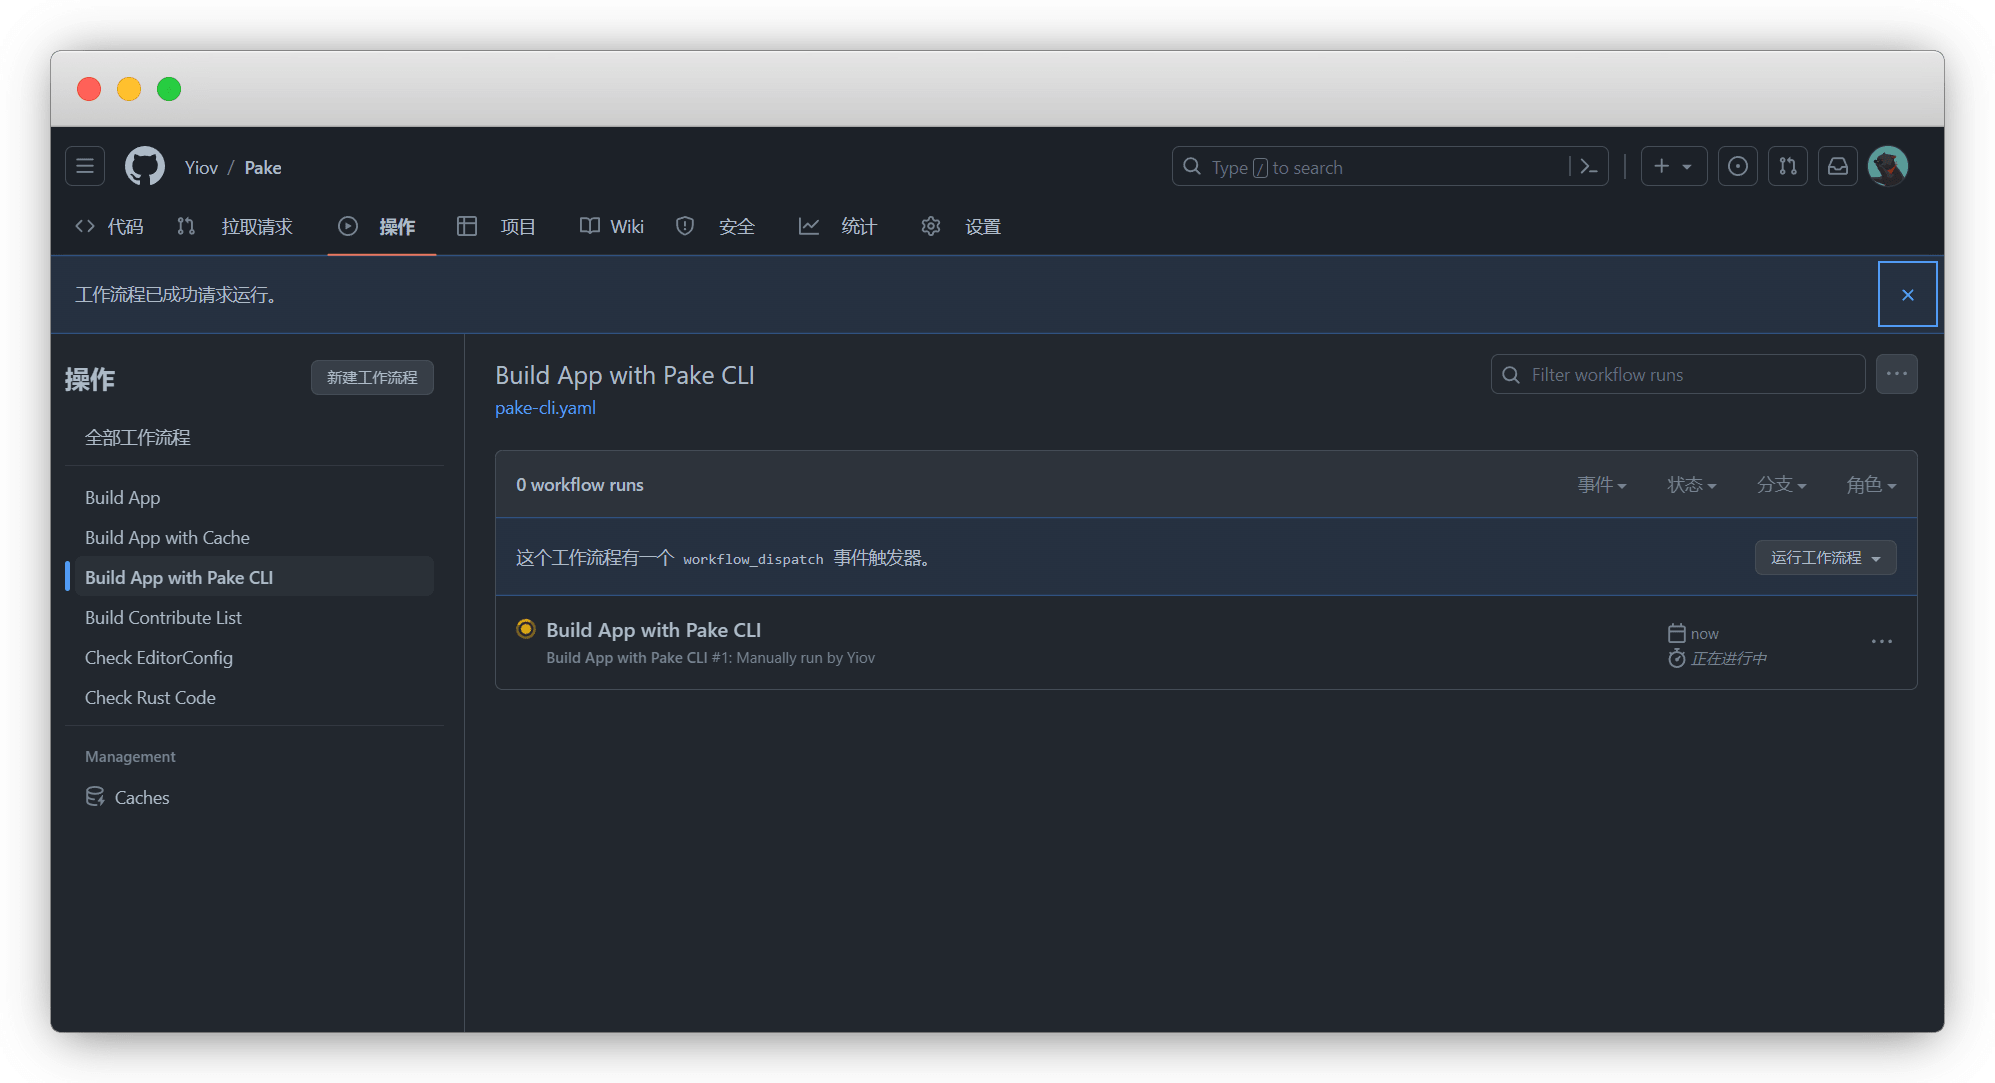 Yiov / Pake
Type / to search
代码
拉取请求
操作
项目
Wiki
安全
统计
设置
工作流程已成功请求运行。
操作
新建工作流程
全部工作流程
Build App
Build App with Cache
Build App with Pake CLI
Build Contribute List
Check EditorConfig
Check Rust Code
Management
Caches
Build App with Pake CLI
pake-cli.yaml
Filter workflow runs
0 workflow runs
事件
状态
分支
角色
这个工作流程有一个 workflow_dispatch 事件触发器。
运行工作流程
Build App with Pake CLI
Build App with Pake CLI #1: Manually run by Yiov
now
正在进行中